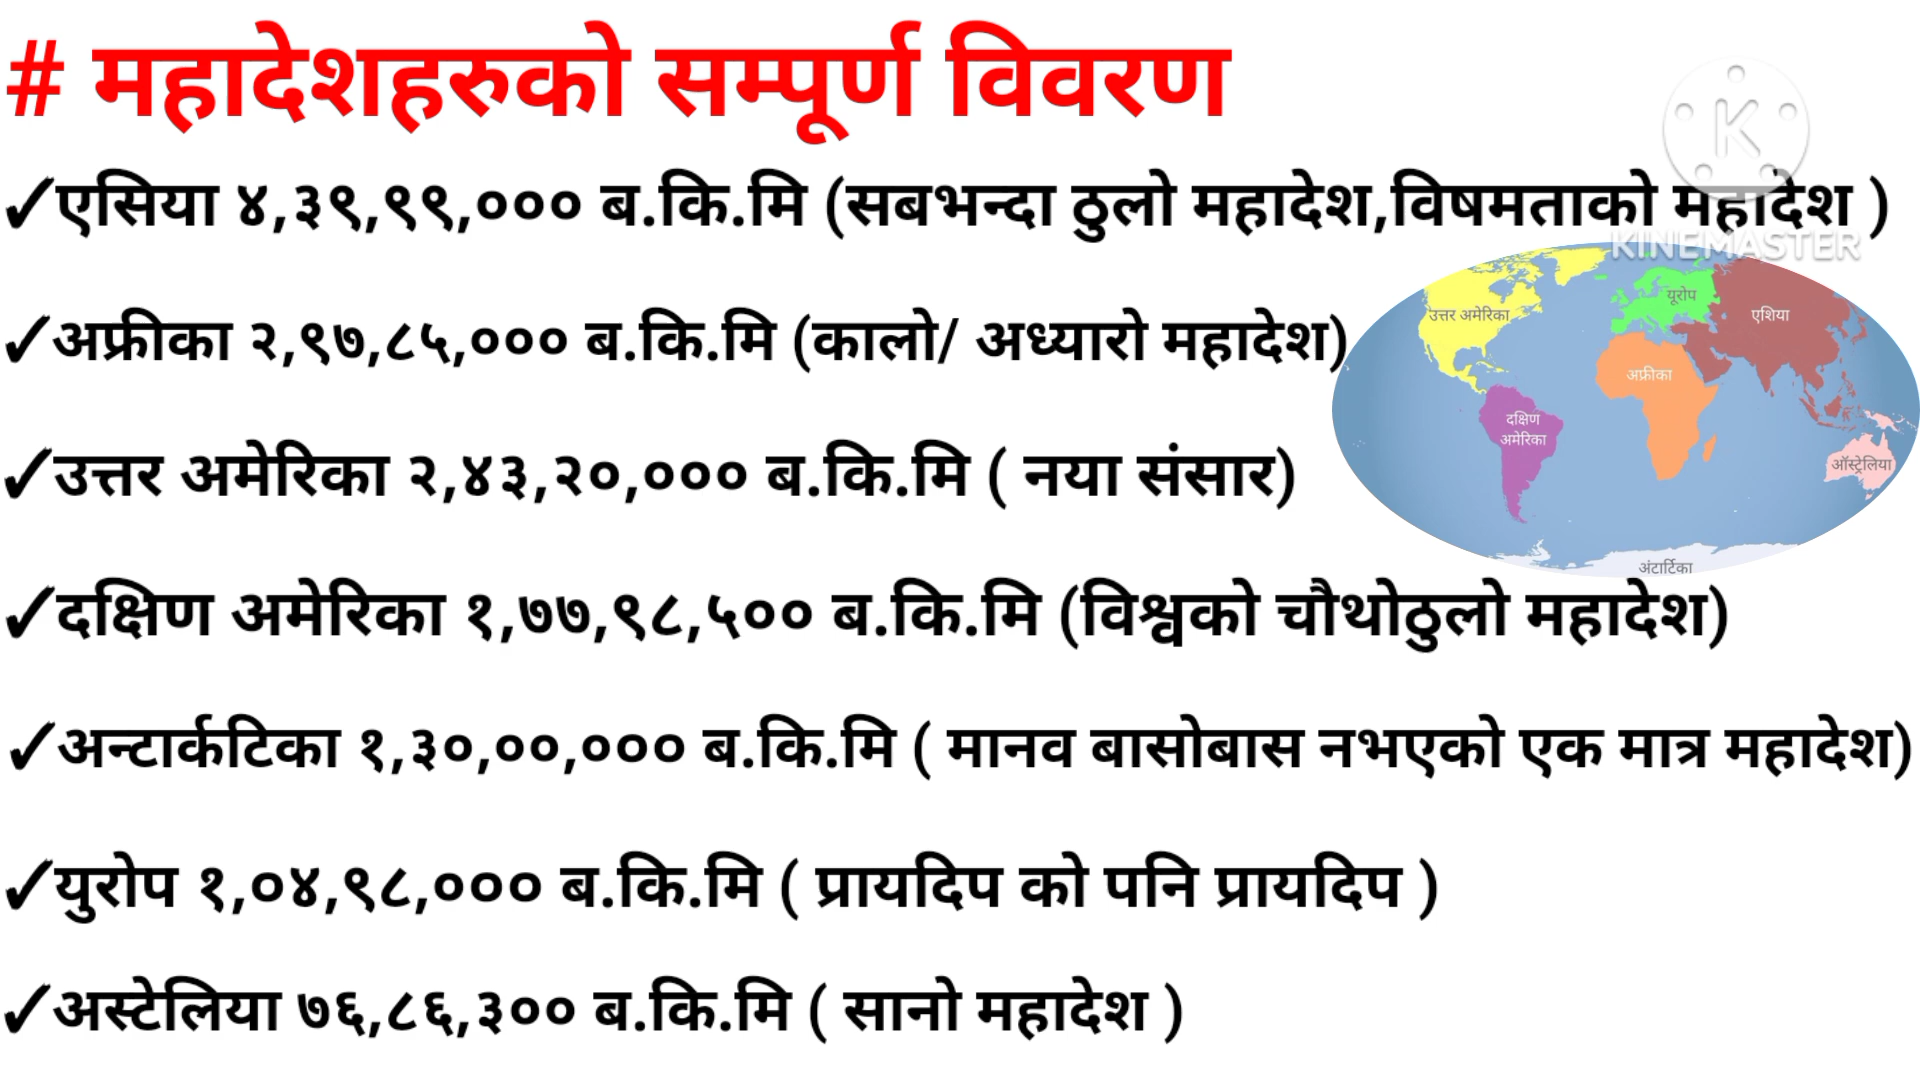 # महादेशहरुको सम्पूर्ण विवरण
✓एसिया ४,३९,९९,००० ब.कि.मि (सबभन्दा ठुलो महादेश,विषमताको महादेश )
K
KINEMASTER
✓अफ्रीका २,९७,८५,००० ब.कि.मि (कालो/ अध्यारो महादेश)
उत्तर अमेरिका
यूरोप
एशिया
अफ्रीका
दक्षिण
अमेरिका
ऑस्ट्रेलिया
अंटार्टिका
✓उत्तर अमेरिका २,४३,२०,००० ब.कि.मि ( नया संसार)
✓दक्षिण अमेरिका १,७७,९८,५०० ब.कि.मि (विश्वको चौथोठुलो महादेश)
✓अन्टार्कटिका १,३०,००,००० ब.कि.मि ( मानव बासोबास नभएको एक मात्र महादेश)
✓युरोप १,०४,९८,००० ब.कि.मि ( प्रायदिप को पनि प्रायदिप )
✓अस्टेलिया ७६,८६,३०० ब.कि.मि ( सानो महादेश )